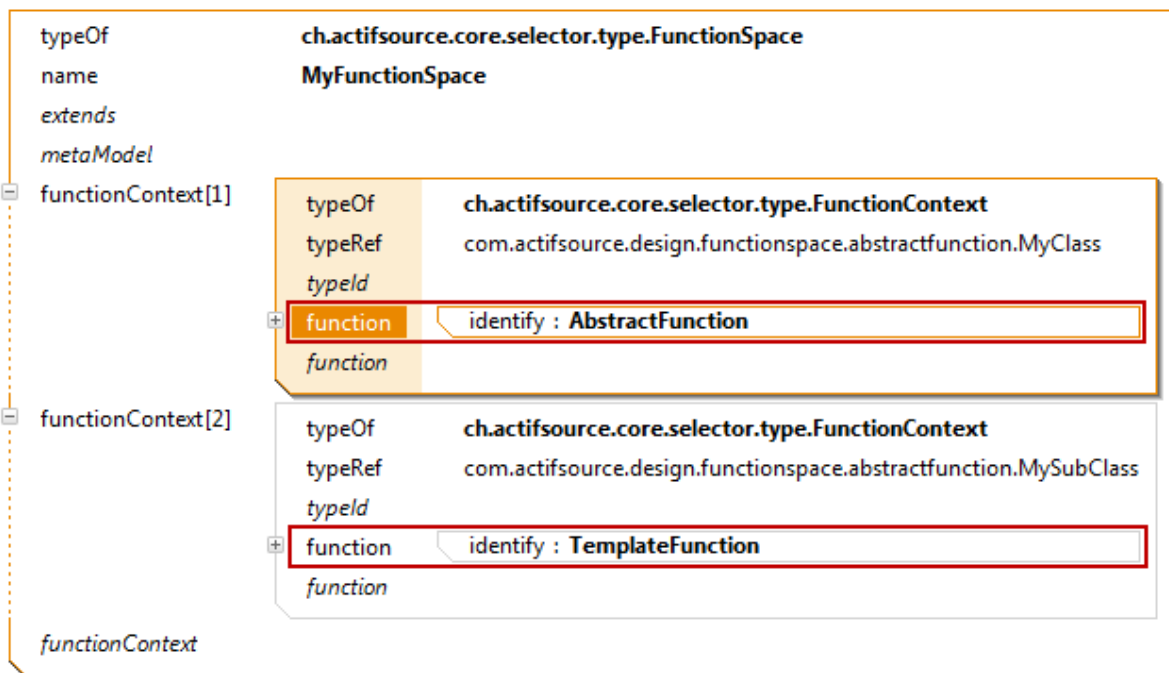 typeOf ch.actifsource.core.selector.type.FunctionSpace
name MyFunctionSpace
extends
metaModel
functionContext[1]
typeOf ch.actifsource.core.selector.type.FunctionContext
typeRef com.actifsource.design.functionspace.abstractfunction.MyClass
typeId
function identify : AbstractFunction
function
functionContext[2]
typeOf ch.actifsource.core.selector.type.FunctionContext
typeRef com.actifsource.design.functionspace.abstractfunction.MySubClass
typeId
function identify : TemplateFunction
function
functionContext